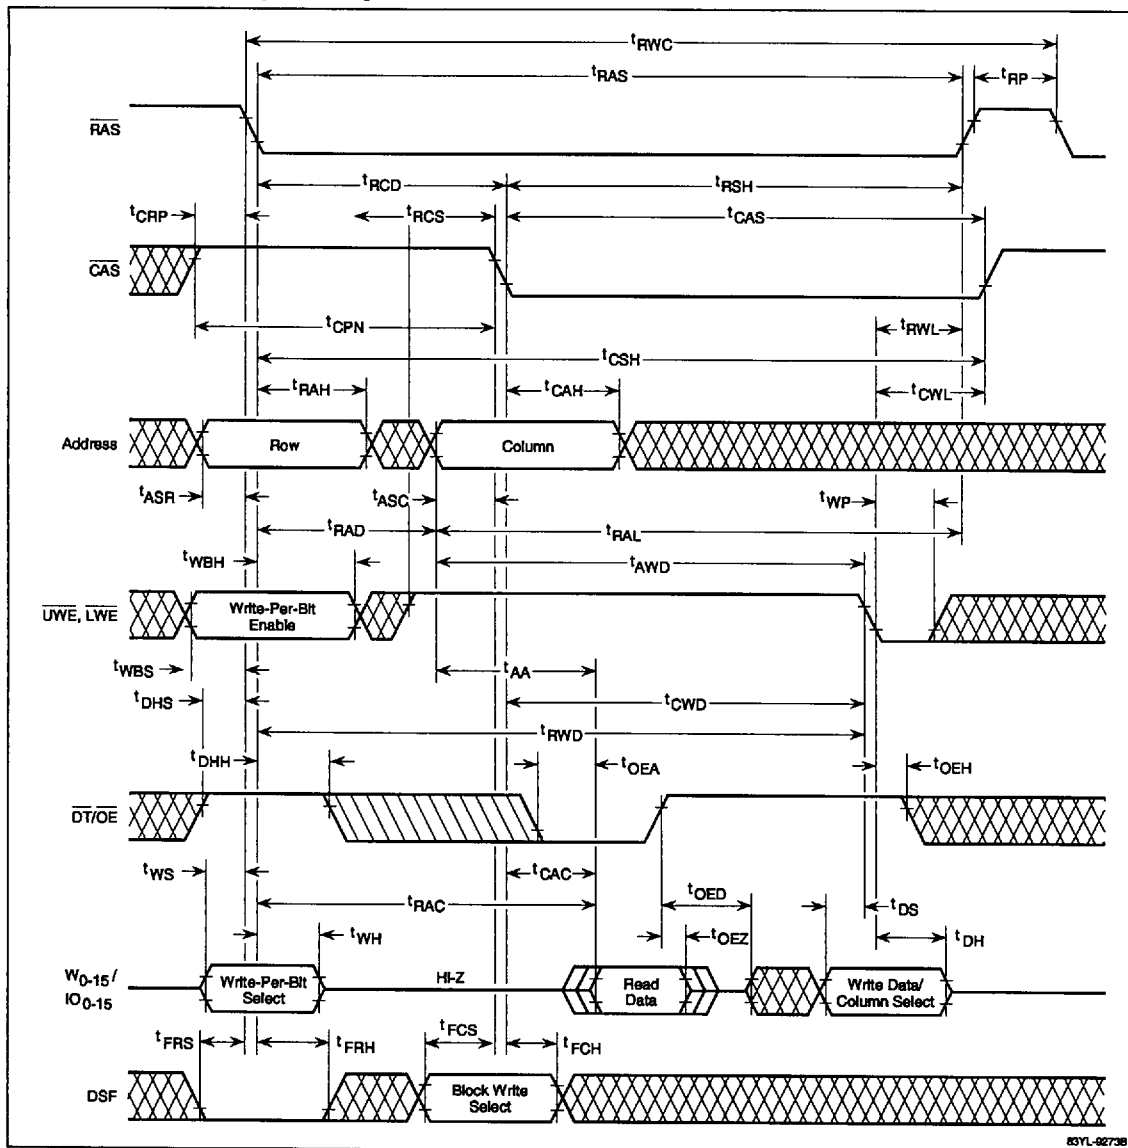 tRWC
tRAS
tRP
RAS
tRCD
tRSH
tCRP
tRCS
tCAS
CAS
tCPN
tRWL
tCSH
tRAH
tCAH
tCWL
Address
Row
Column
tASR
tASC
tWP
tRAD
tRAL
tWBH
tAWD
UWE, LWE
Write-Per-Bit
Enable
tWBS
tAA
tDHS
tCWD
tRWD
tDHH
tOEA
tOEH
DT/OE
tWS
tCAC
tRAC
tOED
tDS
tWH
tOEZ
tDH
W0-15 /
IO0-15
Write-Per-Bit
Select
HI-Z
Read
Data
Write Data/
Column Select
tFRS
tFRH
tFCS
tFCH
DSF
Block Write
Select
83YL-9273B